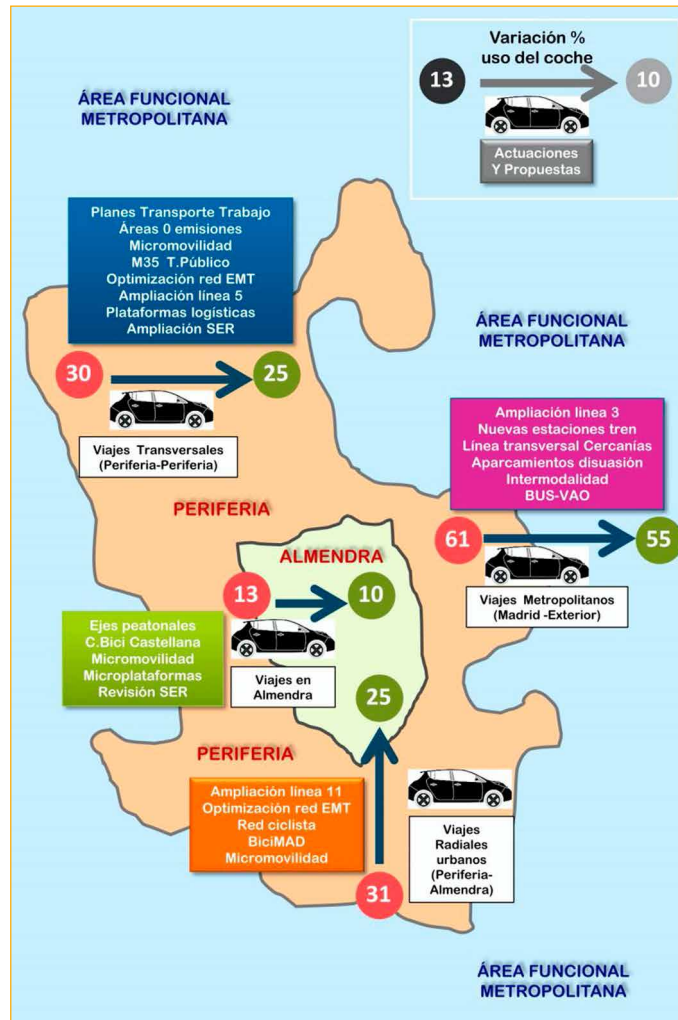 Variación %
uso del coche
13
10
Actuaciones
Y Propuestas
ÁREA FUNCIONAL
METROPOLITANA
Planes Transporte Trabajo
Áreas 0 emisiones
Micromovilidad
M35 T.Público
Optimización red EMT
Ampliación línea 5
Plataformas logísticas
Ampliación SER
30
25
Viajes Transversales
(Periferia-Periferia)
ÁREA FUNCIONAL
METROPOLITANA
Ampliación linea 3
Nuevas estaciones tren
Línea transversal Cercanías
Aparcamientos disuasión
Intermodalidad
BUS-VAO
61
55
Viajes Metropolitanos
(Madrid -Exterior)
PERIFERIA
ALMENDRA
13
10
Ejes peatonales
C.Bici Castellana
Micromovilidad
Microplataformas
Revisión SER
Viajes en
Almendra
25
PERIFERIA
Ampliación línea 11
Optimización red EMT
Red ciclista
BiciMAD
Micromovilidad
31
Viajes
Radiales
urbanos
(Periferia-
Almendra)
ÁREA FUNCIONAL
METROPOLITANA